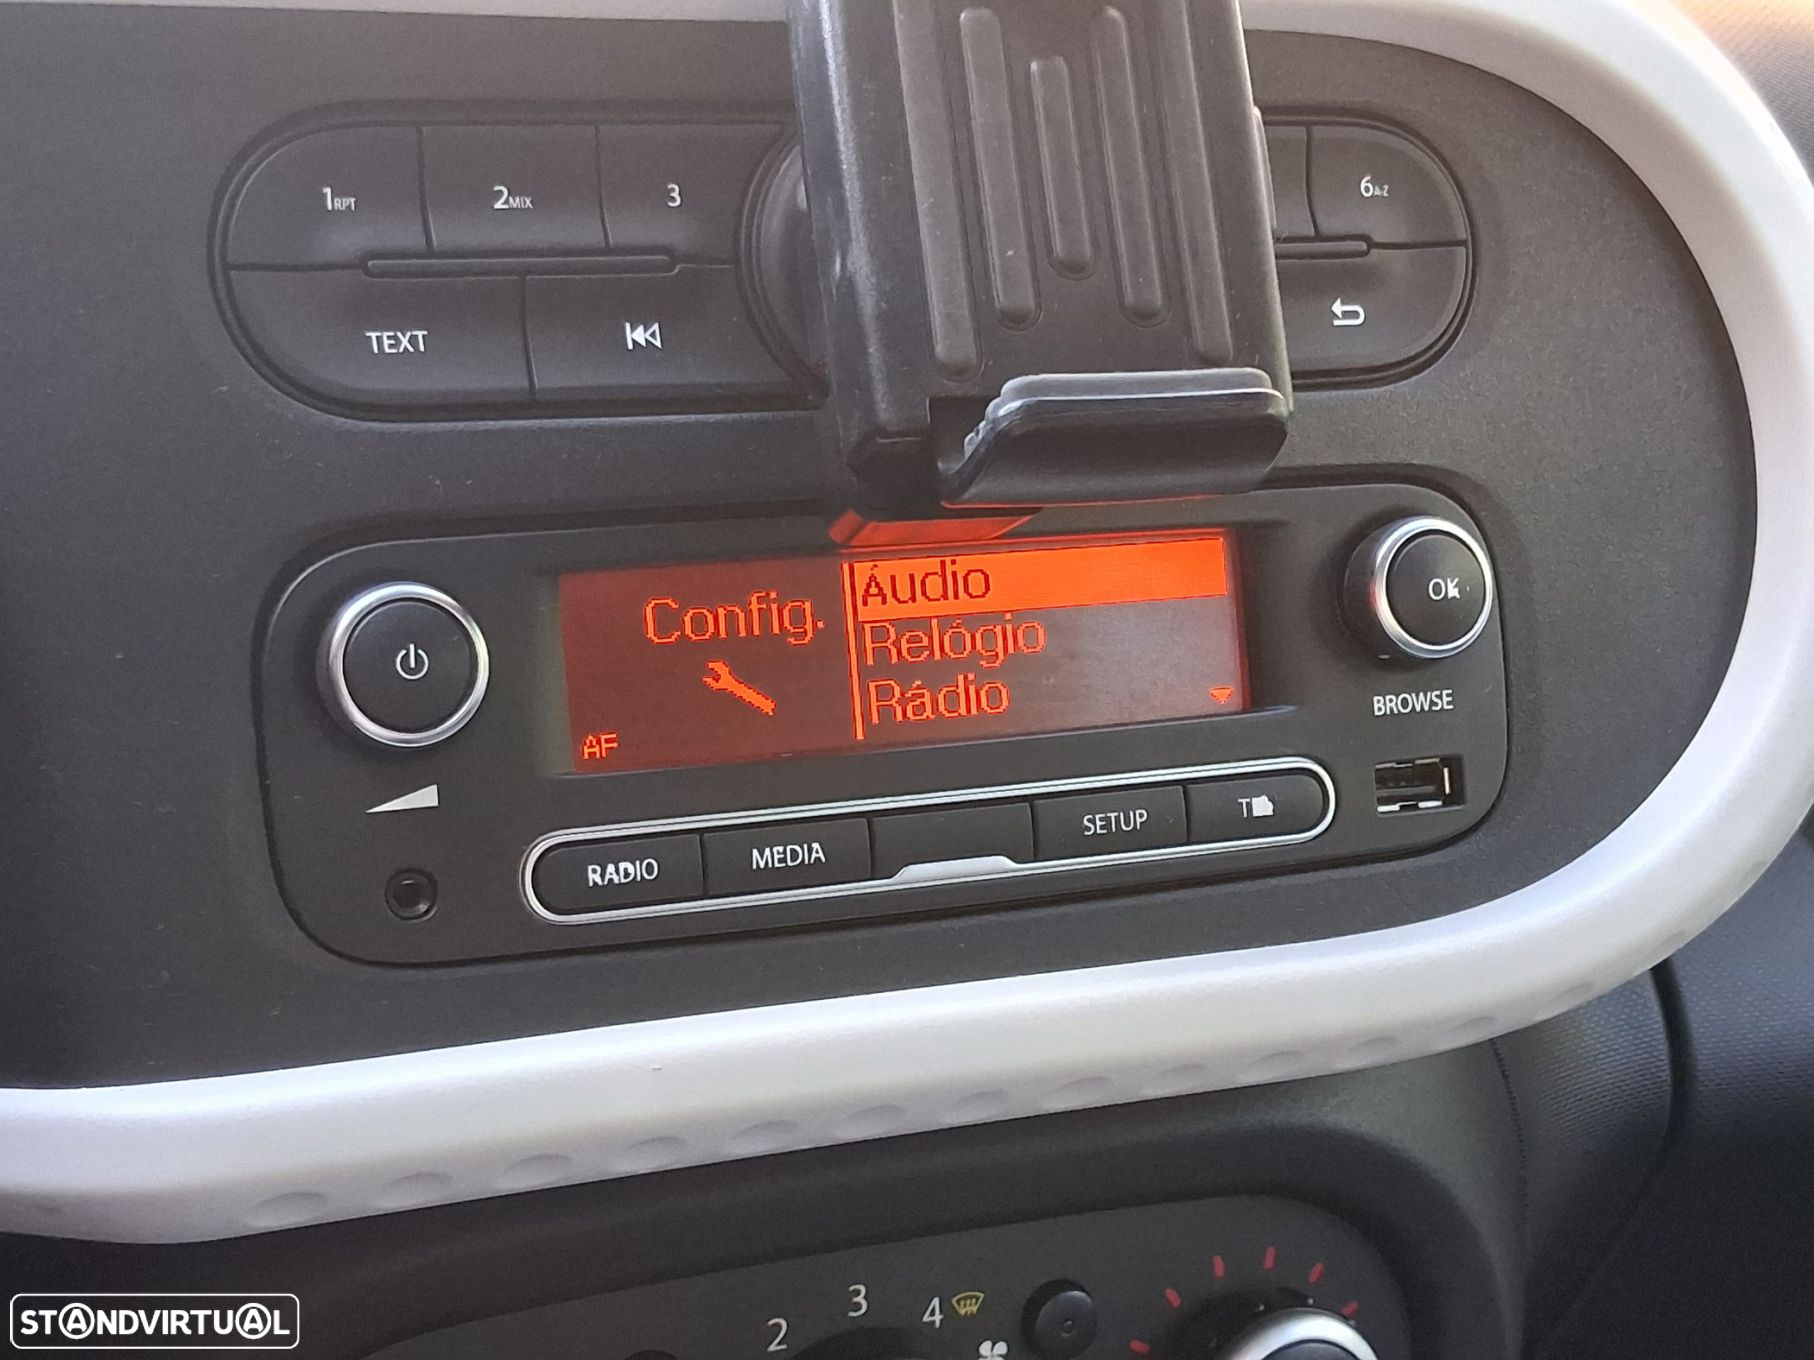 1RPT
2MIX
3
6A-Z
TEXT
Config.
Áudio
Relógio
Rádio
AF
OK
BROWSE
RADIO
MEDIA
SETUP
2
3
4
STANDVIRTUAL